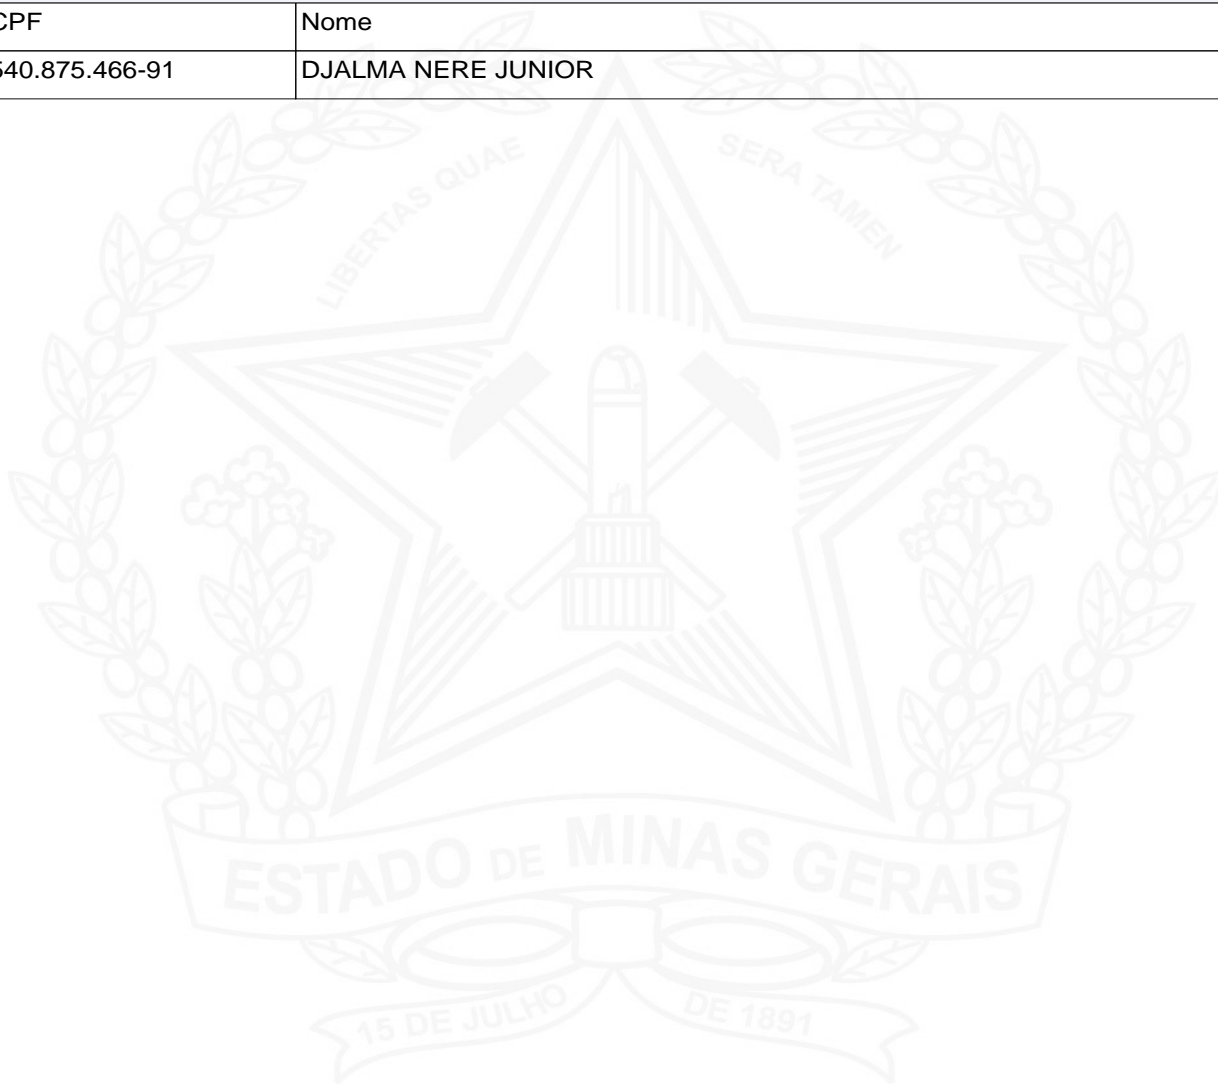 CPF Nome
540.875.466-91 DJALMA NERE JUNIOR
LIBERTAS QUAE SERA TAMEN
ESTADO DE MINAS GERAIS
15 DE JULHO DE 1891